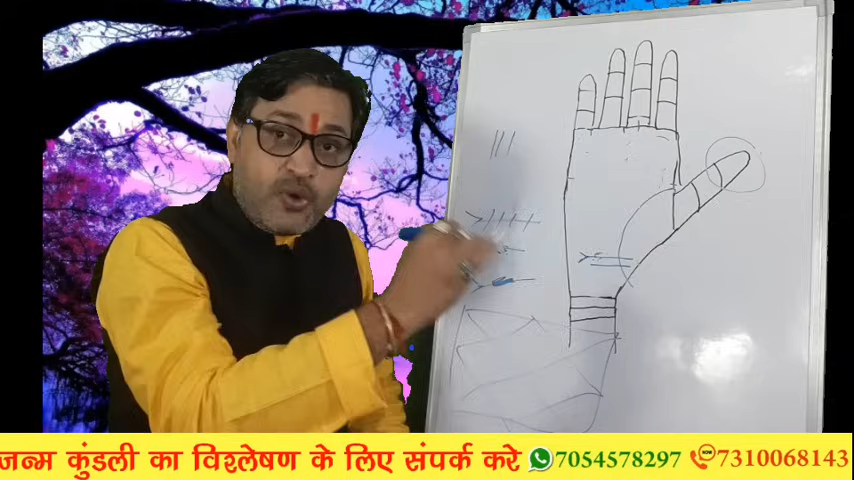 जन्म कुंडली का विश्लेषण के लिए संपर्क करे 7054578297 7310068143